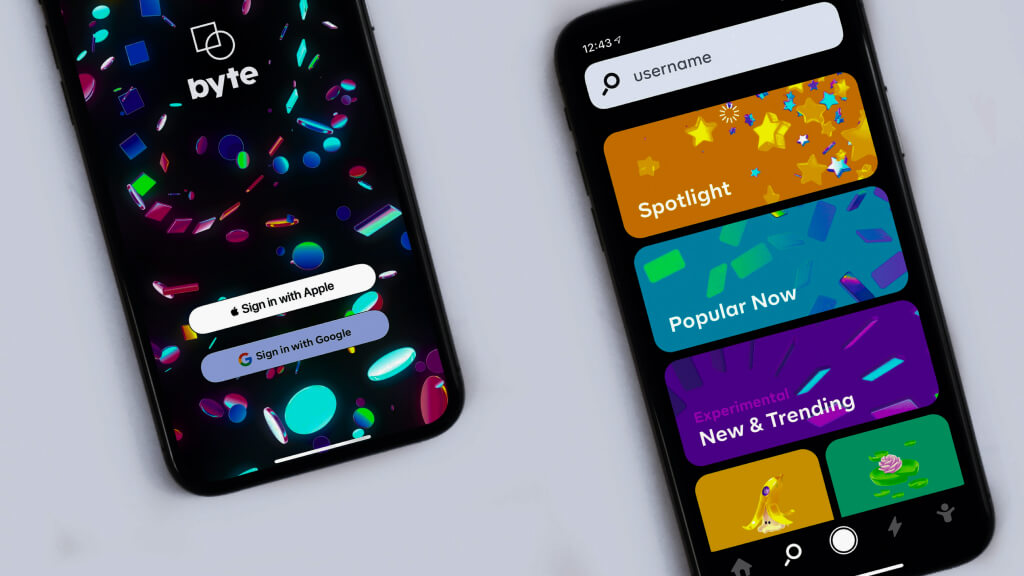 byte
Sign in with Apple
Sign in with Google
12:43
username
Spotlight
Popular Now
Experimental
New & Trending